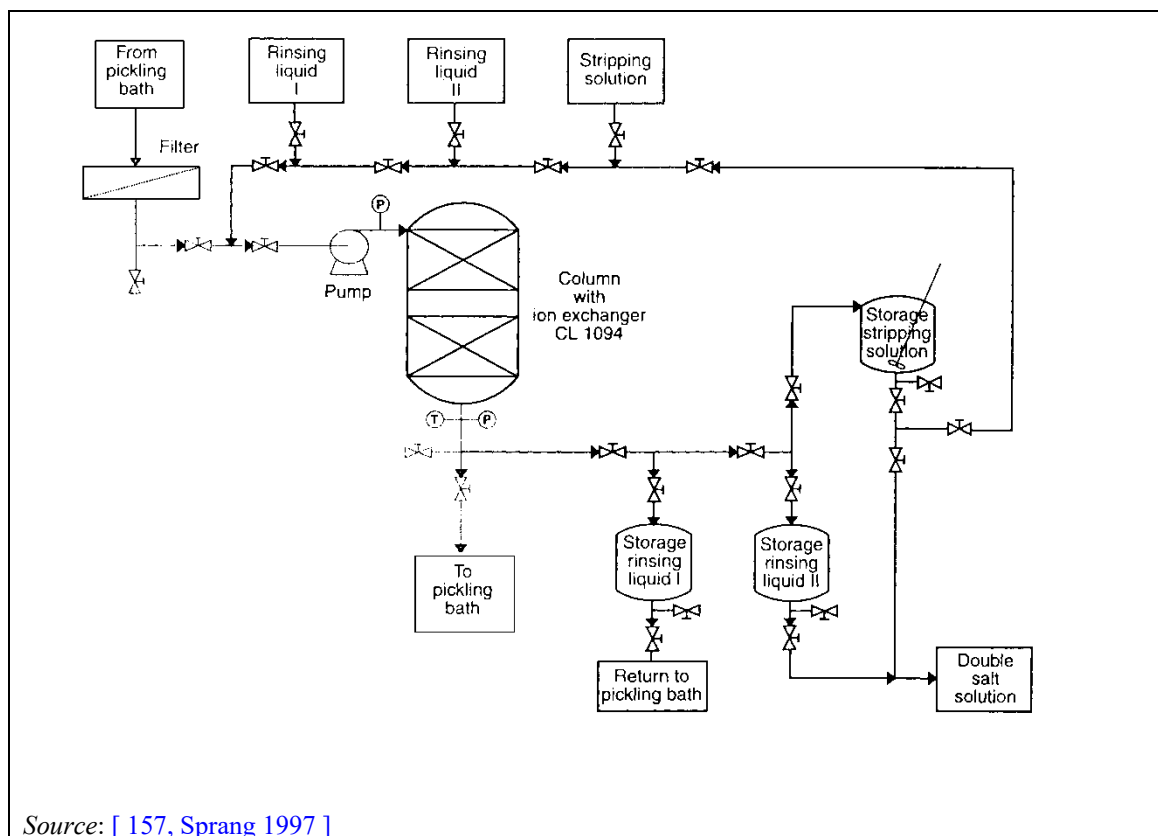 From
pickling
bath
Rinsing
liquid
I
Rinsing
liquid
II
Stripping
solution
Filter
P
Pump
Column
with
ion exchanger
CL 1094
Storage
stripping
solution
T
P
To
pickling
bath
Storage
rinsing
liquid I
Storage
rinsing
liquid II
Return to
pickling bath
Double
salt
solution
Source: [ 157, Sprang 1997 ]